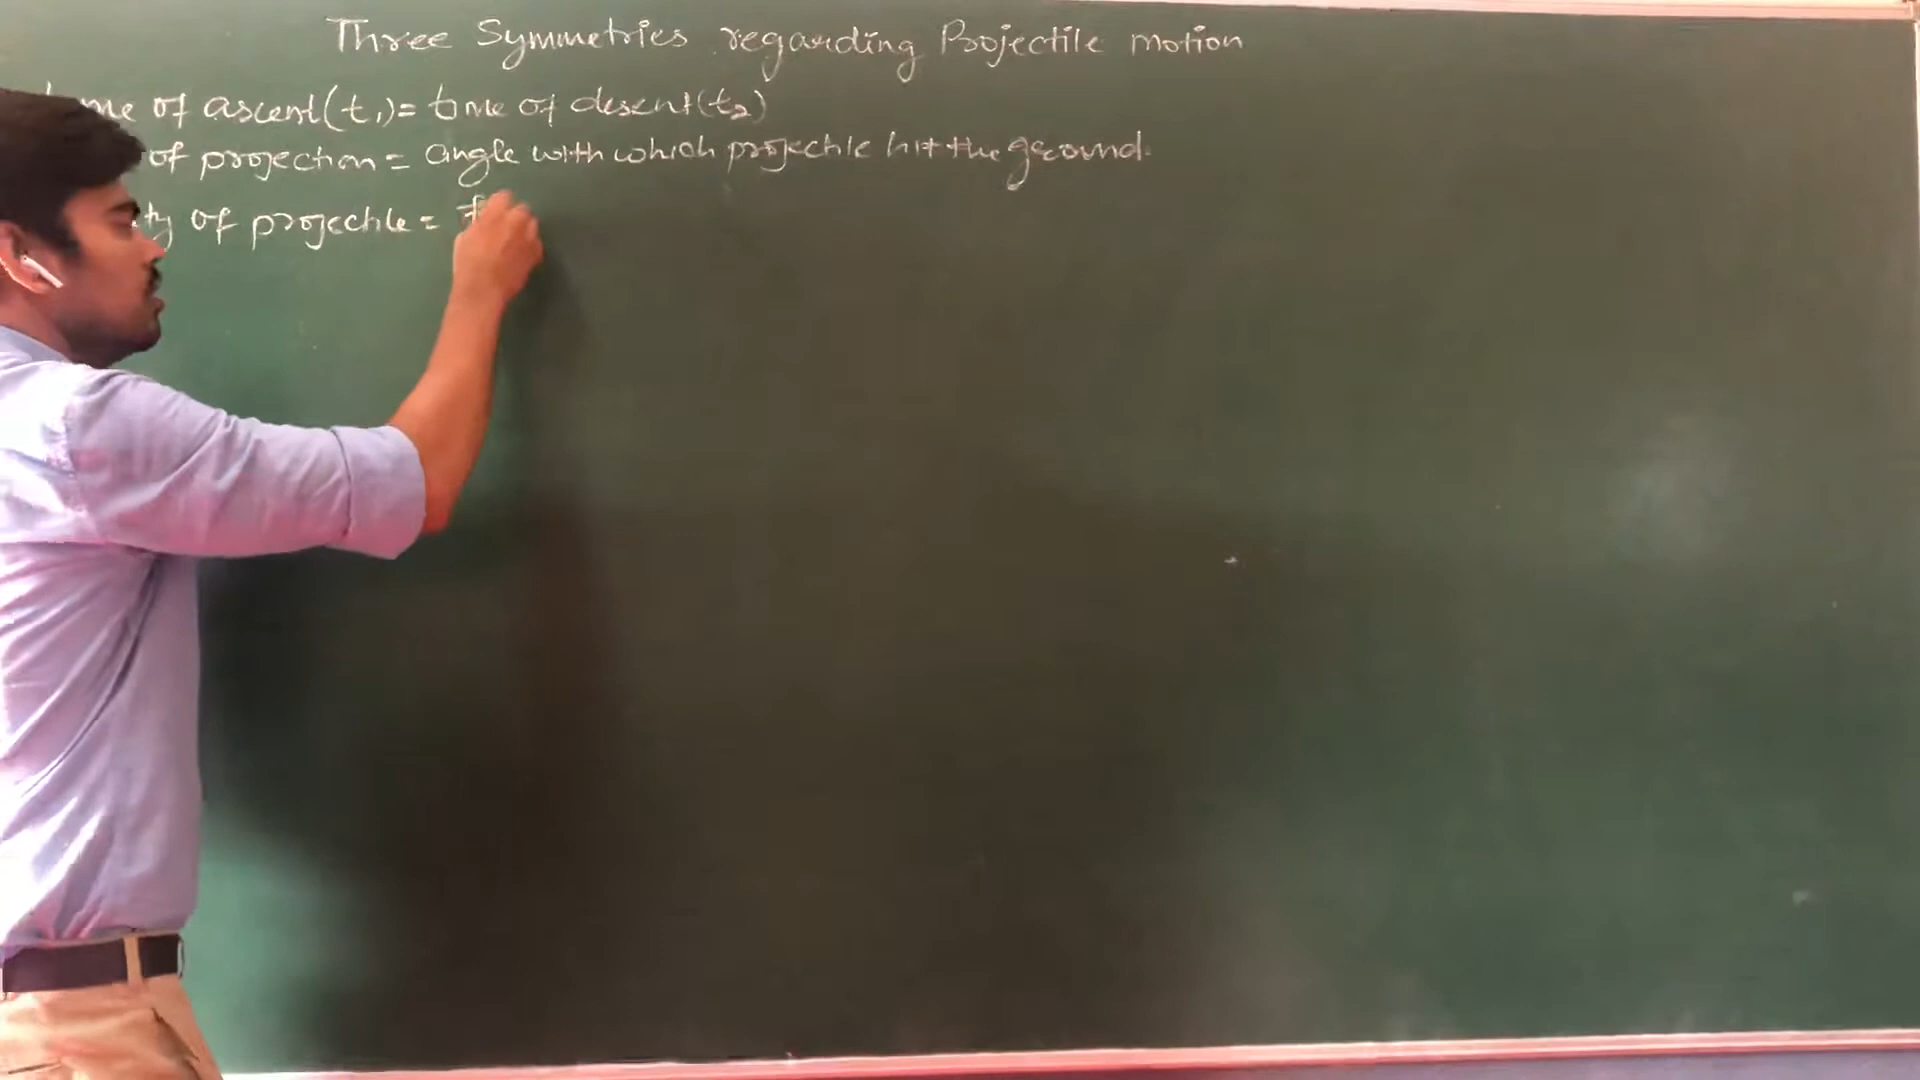 Three Symmetries regarding Projectile motion
of ascent(t₁)= time of desent(t₂)
of projection = angle with which projectile hit the ground.
of projectile =